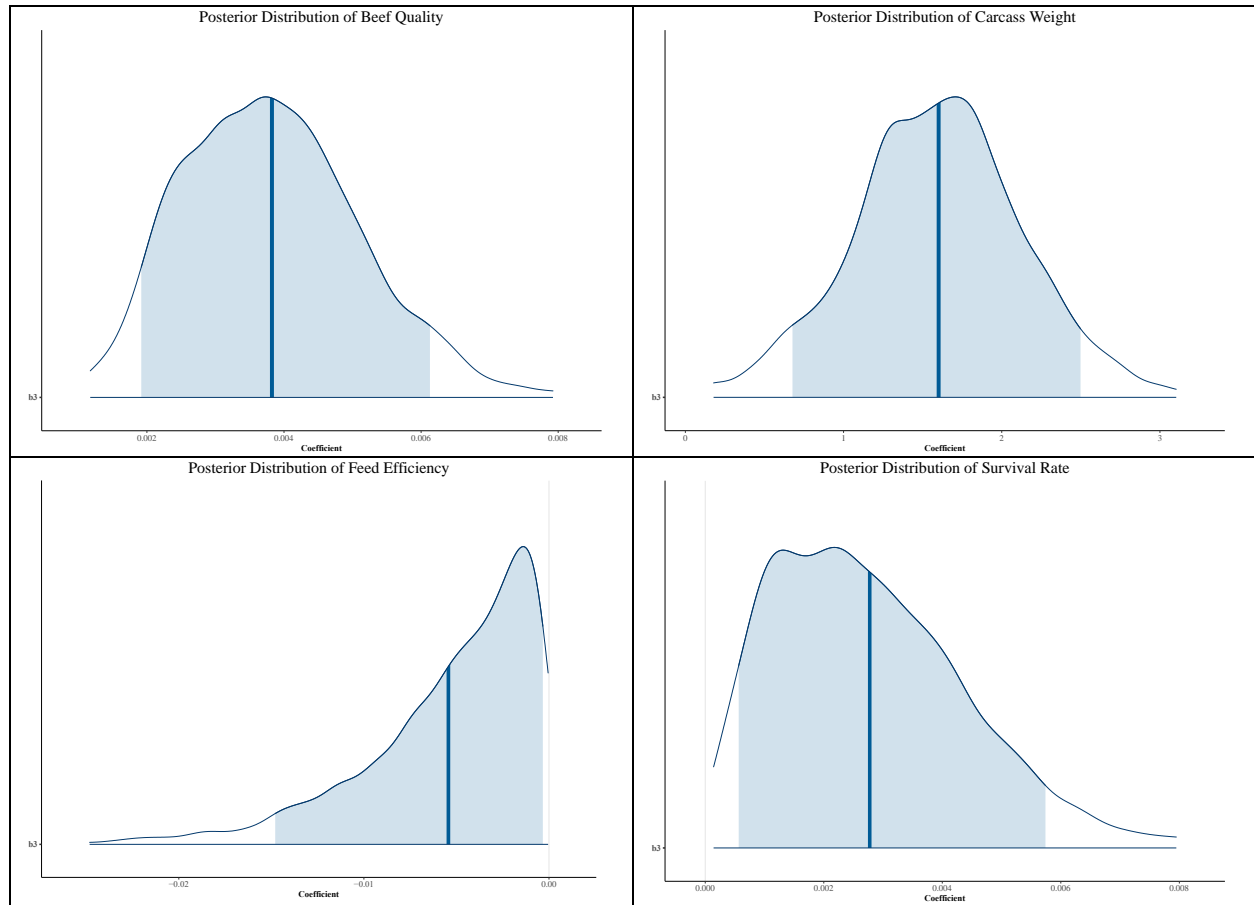 Posterior Distribution of Beef Quality
b3
0.002 0.004 0.006 0.008
Coefficient
Posterior Distribution of Carcass Weight
b3
0 1 2 3
Coefficient
Posterior Distribution of Feed Efficiency
b3
−0.02 −0.01 0.00
Coefficient
Posterior Distribution of Survival Rate
b3
0.000 0.002 0.004 0.006 0.008
Coefficient